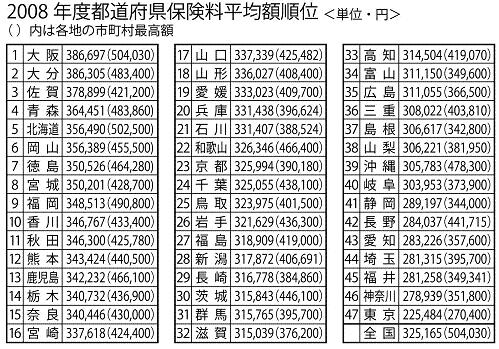 2008 年度都道府県保険料平均額順位 ＜単位・円＞
( ) 内は各地の市町村最高額
1 大 阪 386,697(504,030)
2 大 分 386,305(483,400)
3 佐 賀 378,899(421,200)
4 青 森 364,451(483,860)
5 北海道 356,490(502,500)
6 岡 山 356,389(455,500)
7 徳 島 350,526(464,280)
8 宮 城 350,201(428,700)
9 福 岡 348,513(490,800)
10 香 川 346,767(433,400)
11 秋 田 346,300(425,780)
12 熊 本 343,424(440,500)
13 鹿児島 342,232(466,100)
14 栃 木 340,732(436,900)
15 奈 良 340,446(430,000)
16 宮 崎 337,618(424,400)
17 山 口 337,339(425,482)
18 山 形 336,027(408,400)
19 愛 媛 333,023(409,700)
20 兵 庫 331,438(396,624)
21 石 川 331,407(388,524)
22 和歌山 326,346(466,400)
23 京 都 325,994(390,180)
24 千 葉 325,055(438,100)
25 鳥 取 323,975(401,500)
26 岩 手 321,629(436,300)
27 福 島 318,909(419,000)
28 新 潟 317,872(406,691)
29 長 崎 316,778(384,860)
30 茨 城 315,843(446,100)
31 群 馬 315,765(395,700)
32 滋 賀 315,039(376,200)
33 高 知 314,504(419,070)
34 富 山 311,150(349,600)
35 広 島 311,055(366,500)
36 三 重 308,022(403,810)
37 島 根 306,617(342,800)
38 山 梨 306,221(381,950)
39 沖 縄 305,783(478,300)
40 岐 阜 303,953(373,900)
41 静 岡 289,197(344,000)
42 長 野 284,037(441,715)
43 愛 知 283,226(357,600)
44 埼 玉 281,315(395,700)
45 福 井 281,258(349,341)
46 神奈川 278,939(351,800)
47 東 京 225,484(270,400)
全 国 325,165(504,030)